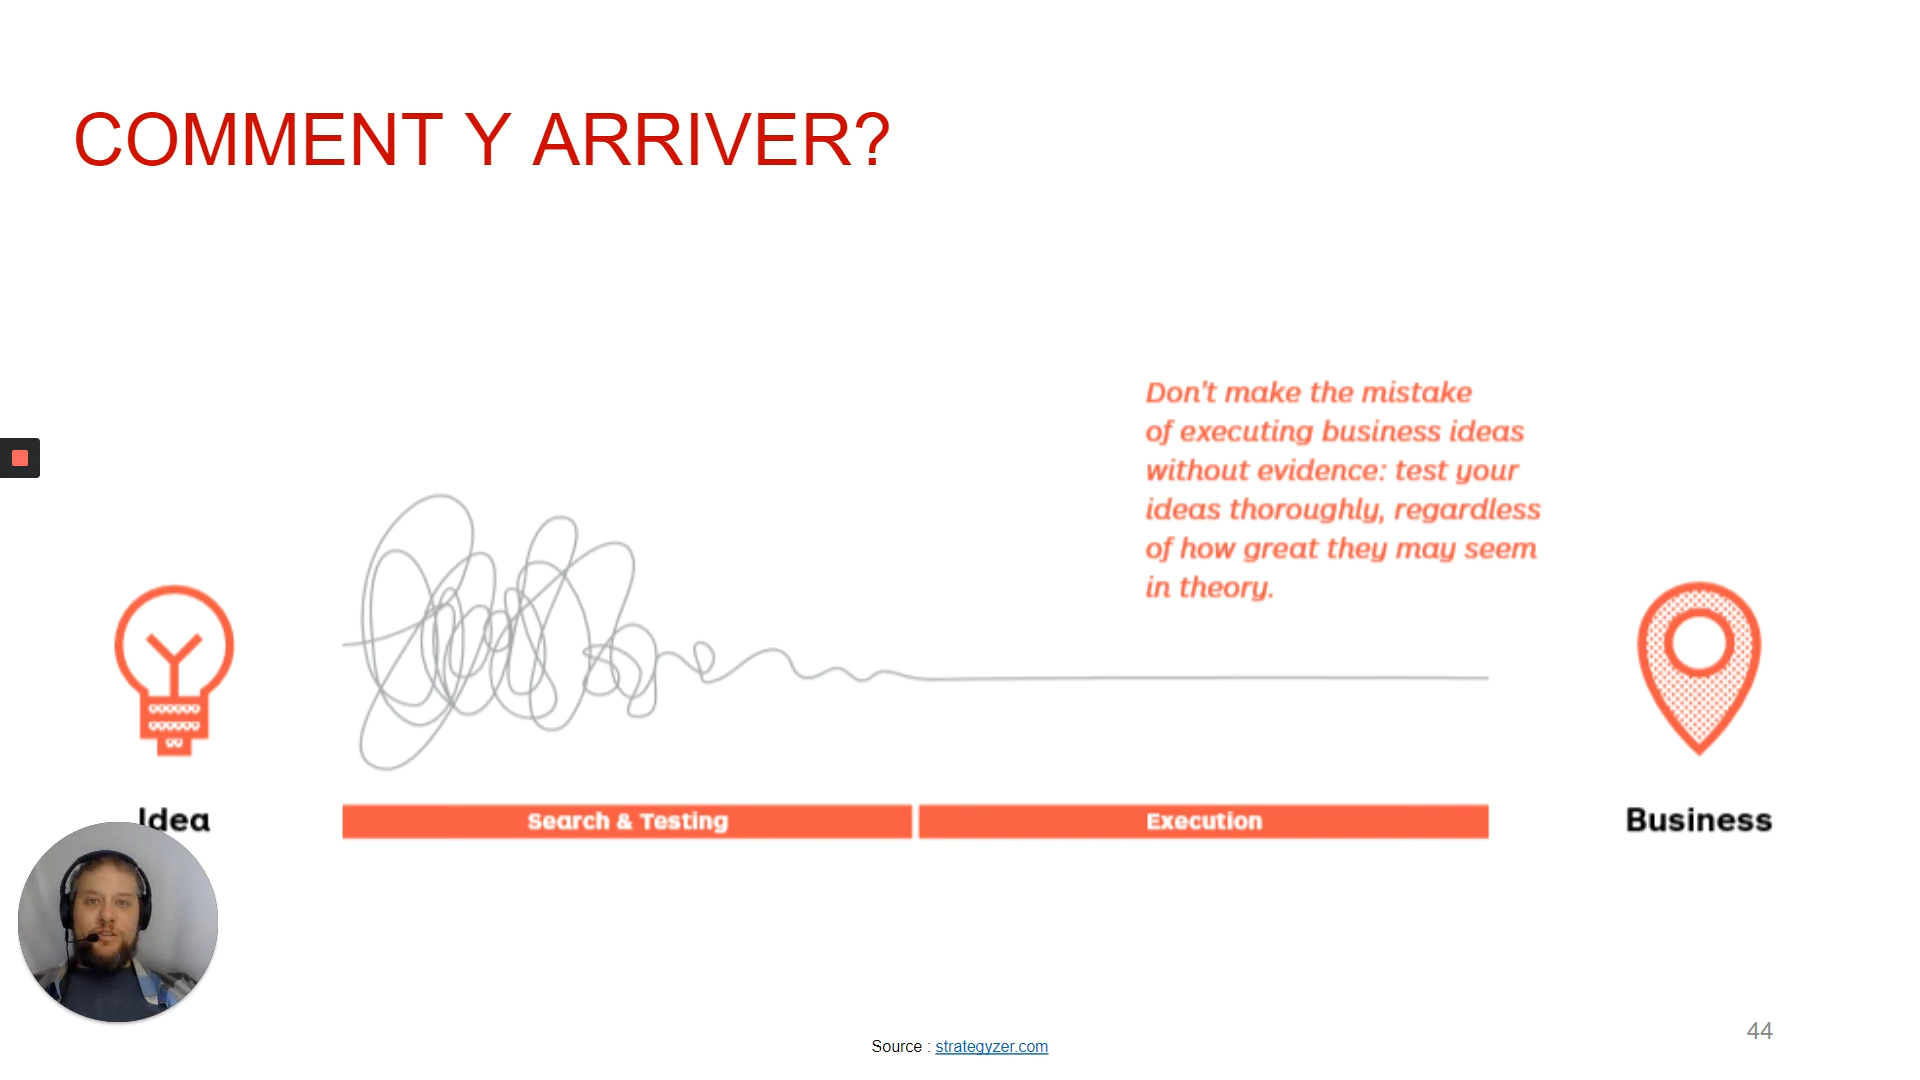 COMMENT Y ARRIVER?
Don't make the mistake
of executing business ideas
without evidence: test your
ideas thoroughly, regardless
of how great they may seem
in theory.
Idea
Search & Testing
Execution
Business
Source : strategyzer.com
44